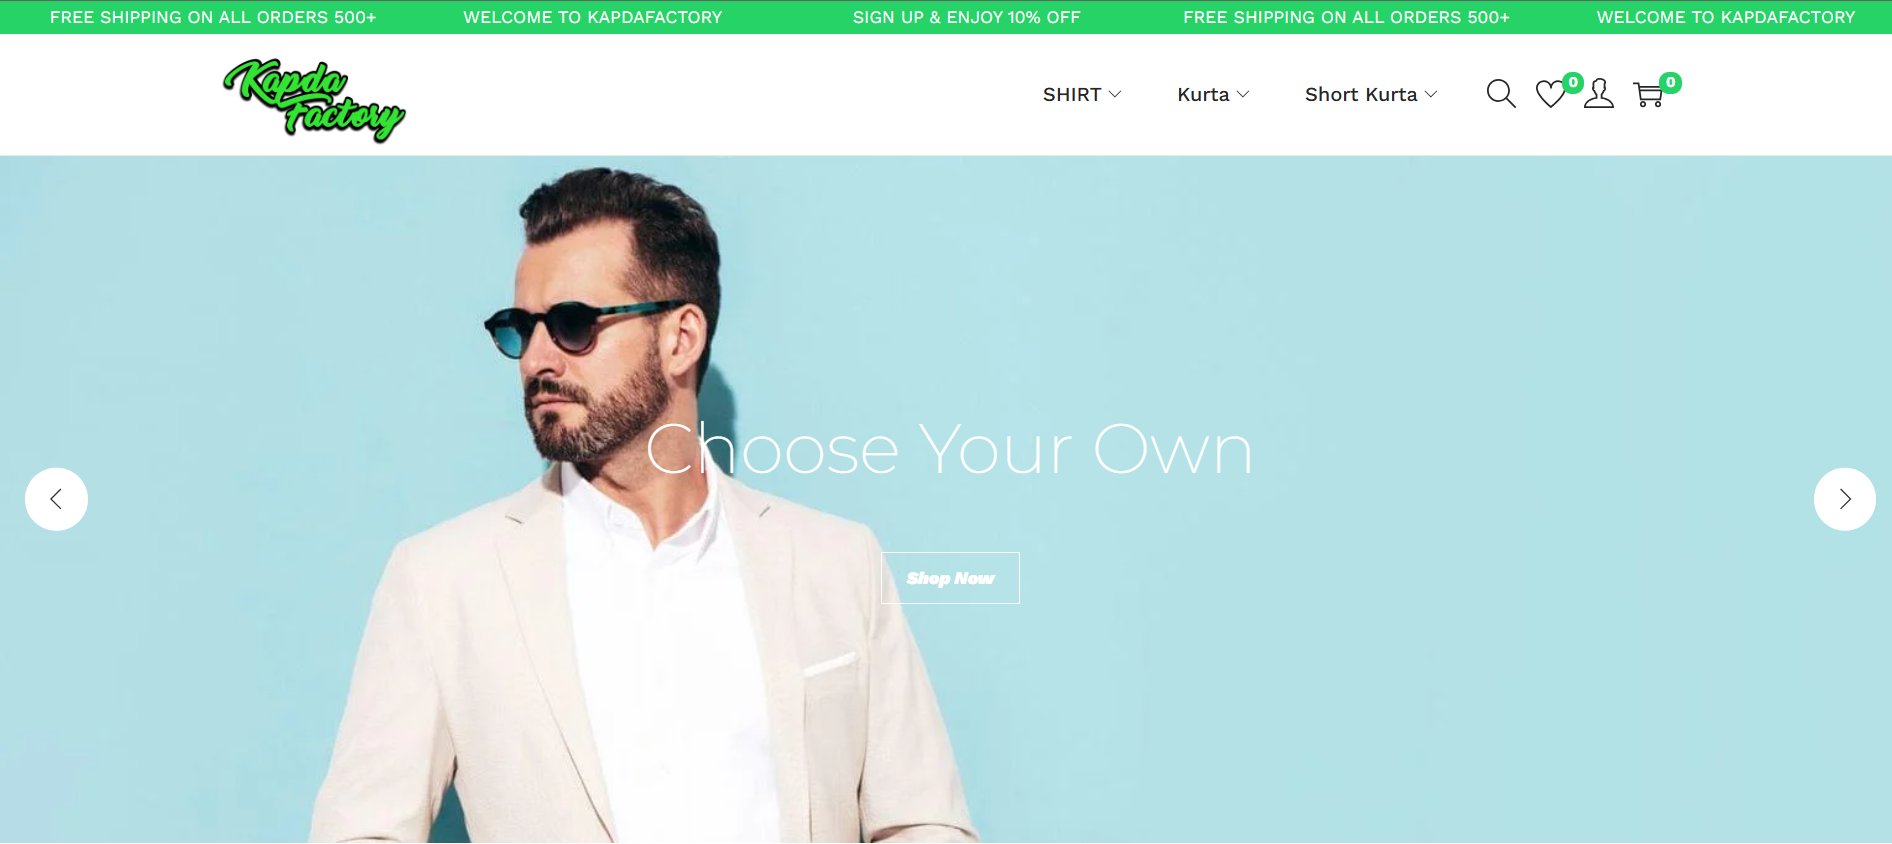 FREE SHIPPING ON ALL ORDERS 500+ WELCOME TO KAPDAFACTORY SIGN UP & ENJOY 10% OFF FREE SHIPPING ON ALL ORDERS 500+ WELCOME TO KAPDAFACTORY
Kapda
Factory
SHIRT Kurta Short Kurta 0 0
Choose Your Own
Shop Now